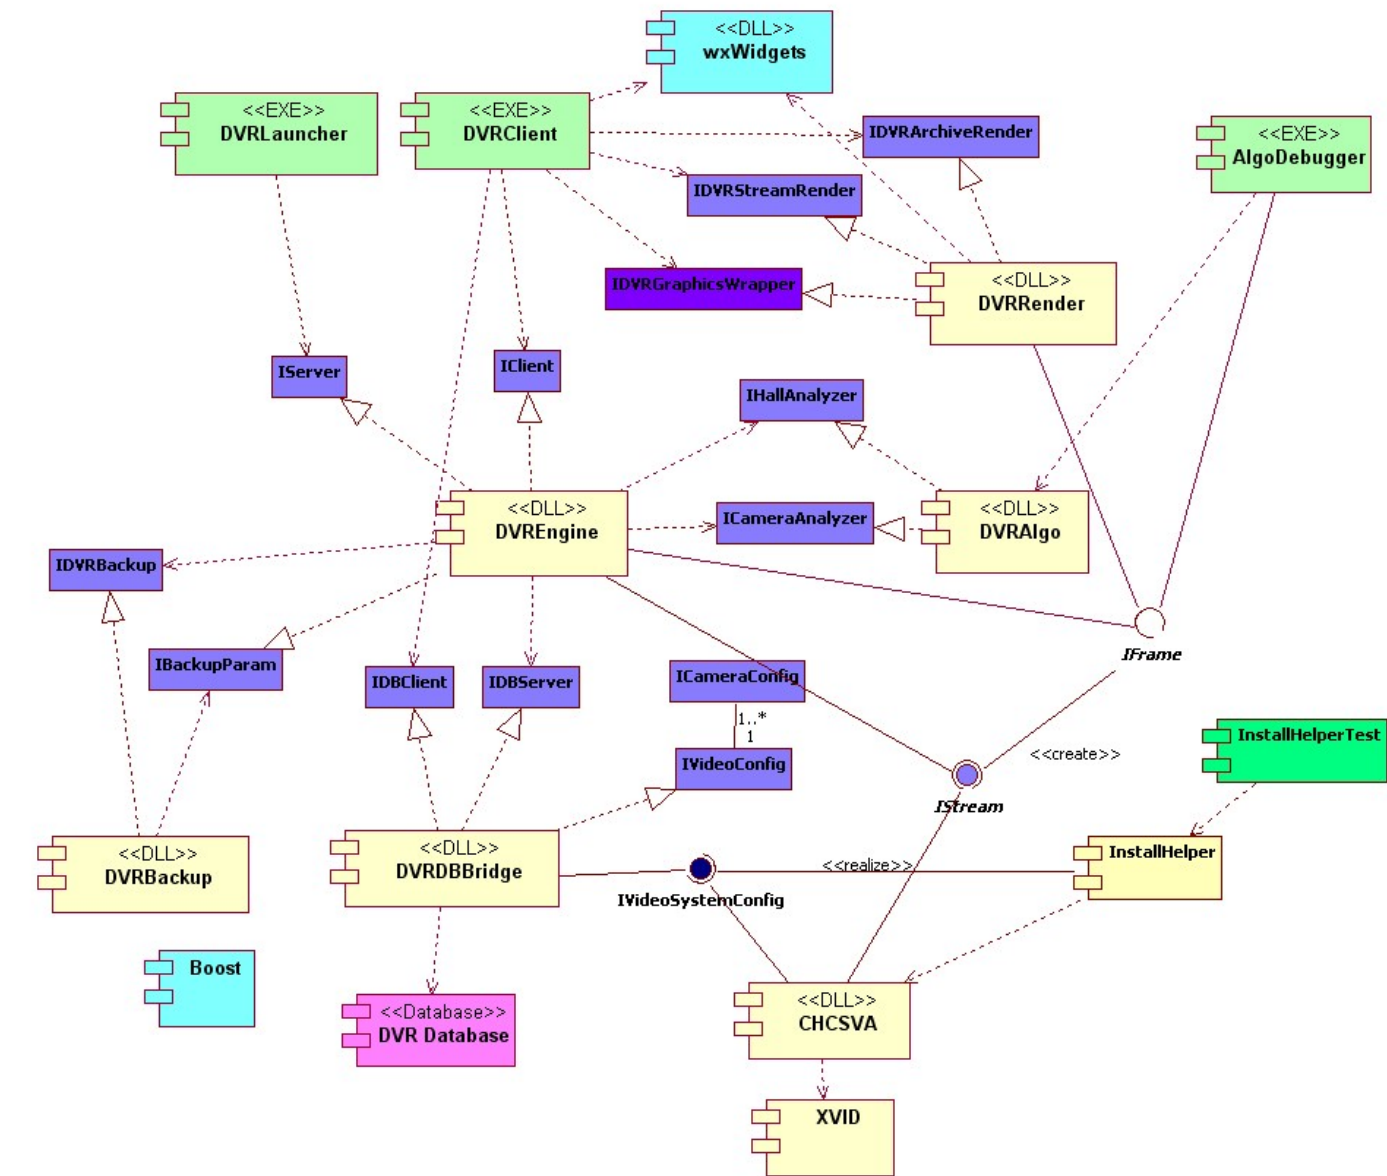 <<DLL>>
wxWidgets
<<EXE>>
DVRLauncher
<<EXE>>
DVRClient
IDVRArchiveRender
<<EXE>>
AlgoDebugger
IDVRStreamRender
IDVRGraphicsWrapper
<<DLL>>
DVRRender
IServer
IClient
IHallAnalyzer
<<DLL>>
DVREngine
ICameraAnalyzer
<<DLL>>
DVRAlgo
IDVRBackup
IBackupParam
IDBClient
IDBServer
ICameraConfig
IFrame
1..*
1
IVideoConfig
<<create>>
InstallHelperTest
IStream
<<DLL>>
DVRBackup
<<DLL>>
DVRDBBridge
<<realize>>
InstallHelper
IVideoSystemConfig
Boost
<<Database>>
DVR Database
<<DLL>>
CHCSVA
XVID